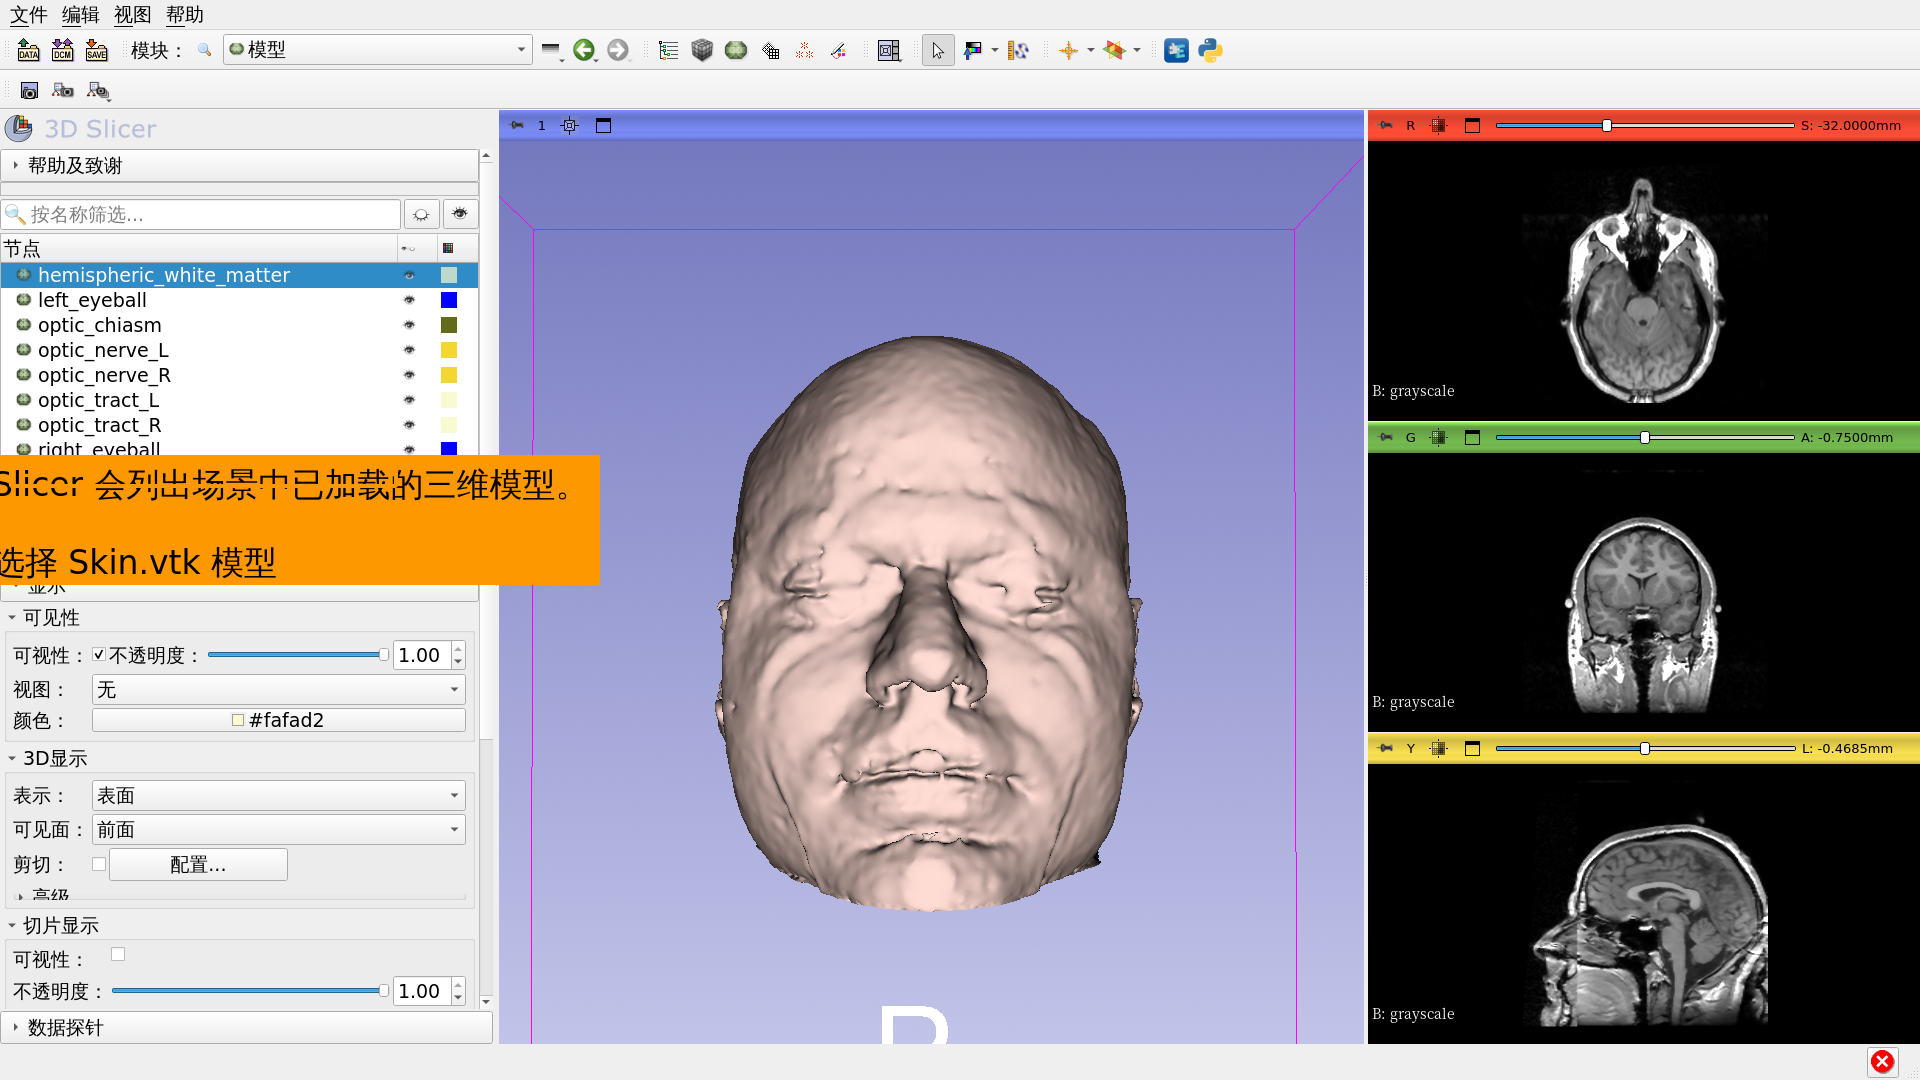 文件 编辑 视图 帮助
DATA DCM SAVE 模块： 模型
3D Slicer
帮助及致谢
按名称筛选...
节点
hemispheric_white_matter
left_eyeball
optic_chiasm
optic_nerve_L
optic_nerve_R
optic_tract_L
optic_tract_R
right_eyeball
Slicer 会列出场景中已加载的三维模型。
选择 Skin.vtk 模型
显示
可见性
可视性： 不透明度： 1.00
视图： 无
颜色： #fafad2
3D显示
表示： 表面
可见面： 前面
剪切： 配置...
高级
切片显示
可视性：
不透明度： 1.00
数据探针
1
R S: -32.0000mm
B: grayscale
G A: -0.7500mm
B: grayscale
Y L: -0.4685mm
B: grayscale